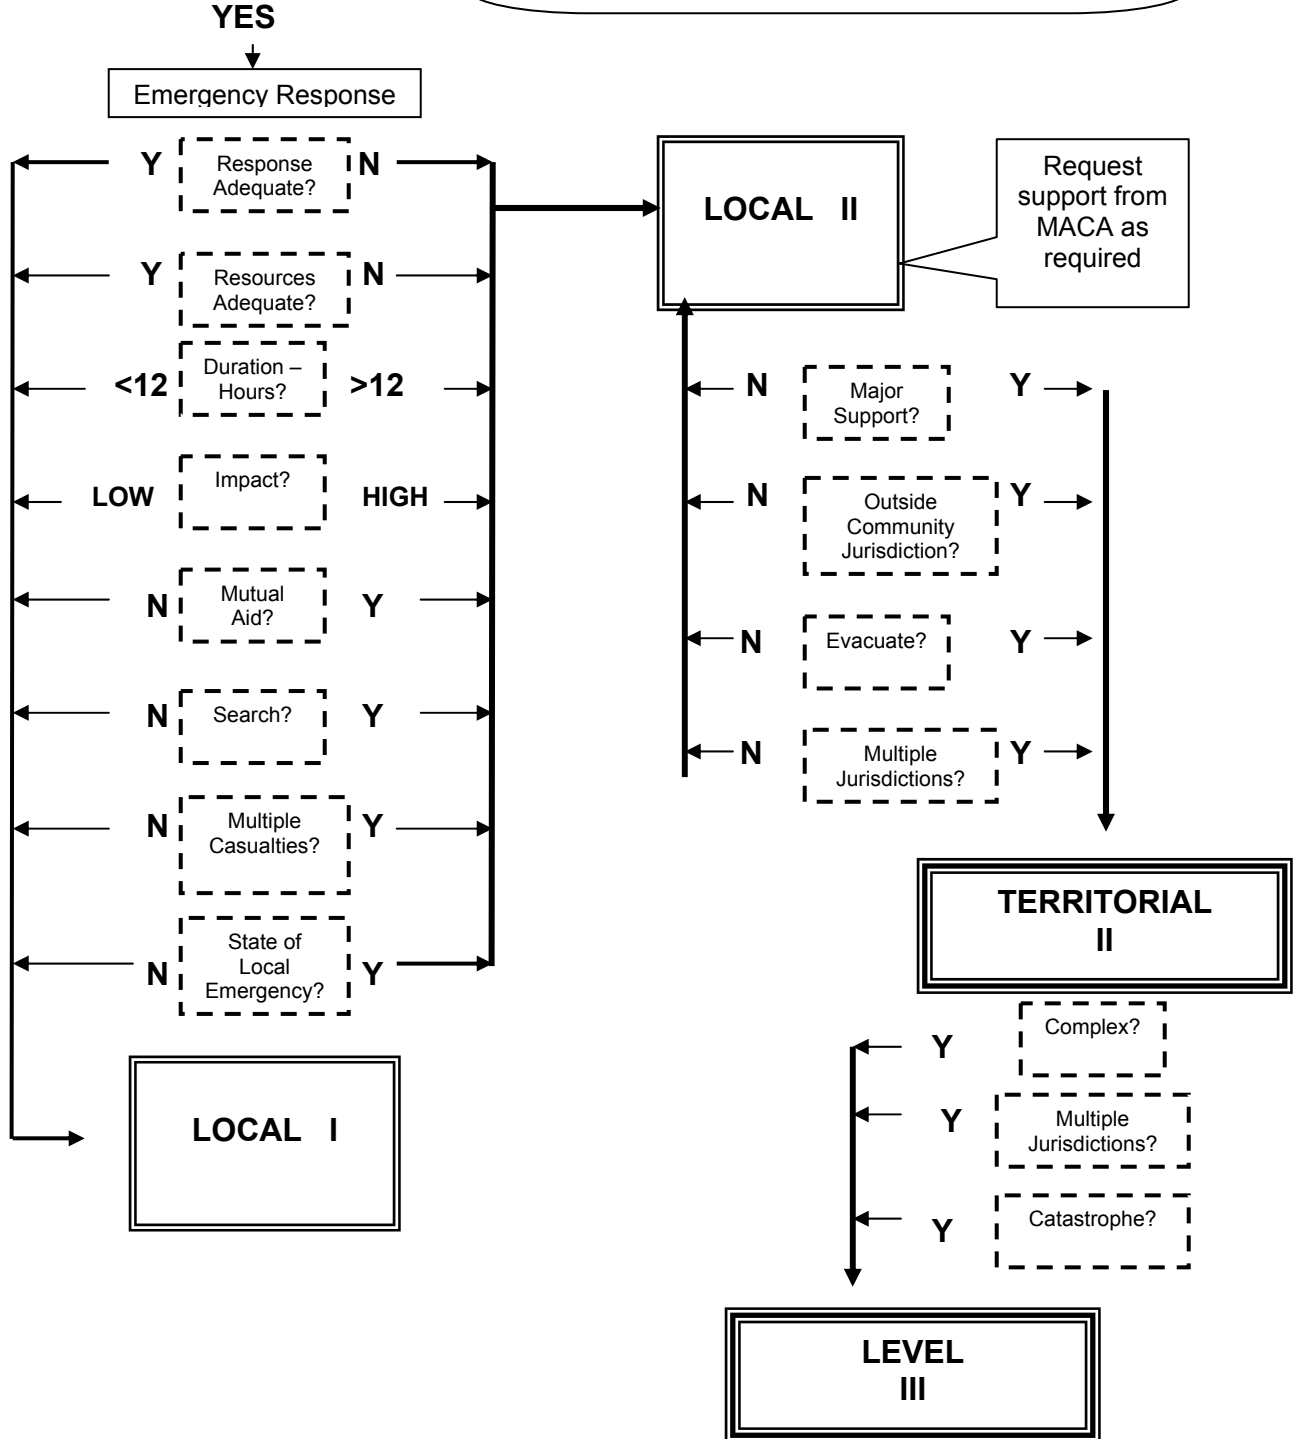 YES
Emergency Response
Y
Response
Adequate?
N
Y
Resources
Adequate?
N
<12
Duration –
Hours?
>12
LOW
Impact?
HIGH
N
Mutual
Aid?
Y
N
Search?
Y
N
Multiple
Casualties?
Y
N
State of
Local
Emergency?
Y
LOCAL I
LOCAL II
Request
support from
MACA as
required
N
Major
Support?
Y
N
Outside
Community
Jurisdiction?
Y
N
Evacuate?
Y
N
Multiple
Jurisdictions?
Y
TERRITORIAL
II
Y
Complex?
Y
Multiple
Jurisdictions?
Y
Catastrophe?
LEVEL
III